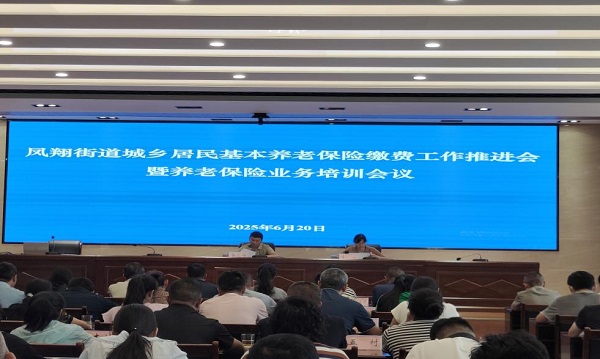 凤翔街道城乡居民基本养老保险缴费工作推进会
暨养老保险业务培训会议
2025年6月20日